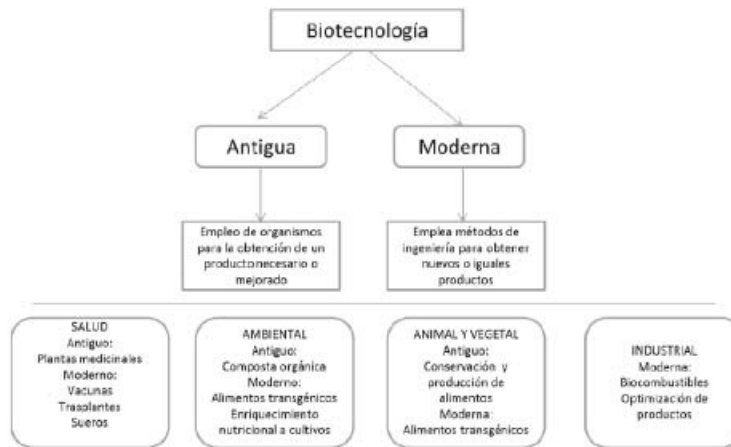 Biotecnología
Antigua
Moderna
Empleo de organismos
para la obtención de un
producto necesario o
mejorado
Emplea métodos de
ingeniería para obtener
nuevos o iguales
productos
SALUD
Antiguo:
Plantas medicinales
Moderno:
Vacunas
Trasplantes
Sueros
AMBIENTAL
Antiguo:
Composta orgánica
Moderno:
Alimentos transgénicos
Enriquecimiento
nutricional a cultivos
ANIMAL Y VEGETAL
Antiguo:
Conservación y
producción de
alimentos
Moderna:
Alimentos transgénicos
INDUSTRIAL
Moderna:
Biocombustibles
Optimización de
productos